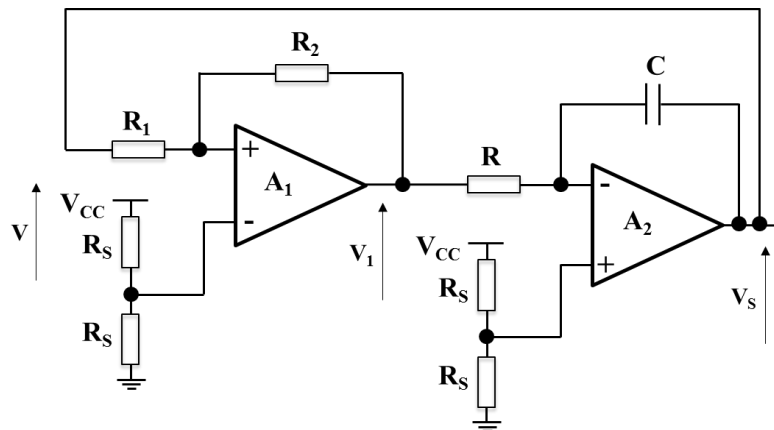 R2
C
R1
+
A1
-
R
-
A2
+
V
VCC
RS
RS
V1
VCC
RS
RS
VS